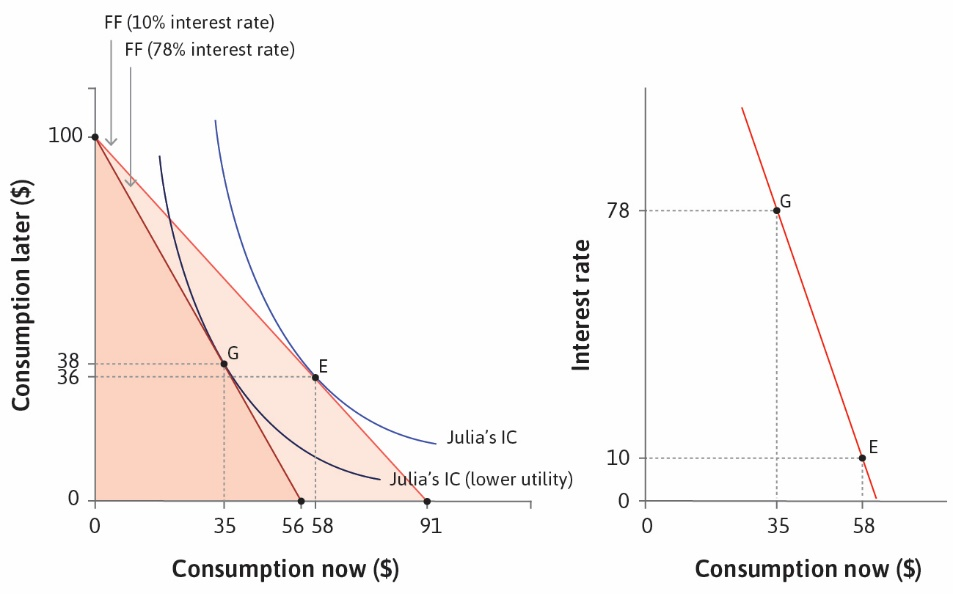 FF (10% interest rate)
FF (78% interest rate)
Consumption later ($)
100
38
36
0
G
E
Julia's IC
Julia's IC (lower utility)
0
35
56
58
91
Consumption now ($)
Interest rate
78
10
0
G
E
0
35
58
Consumption now ($)